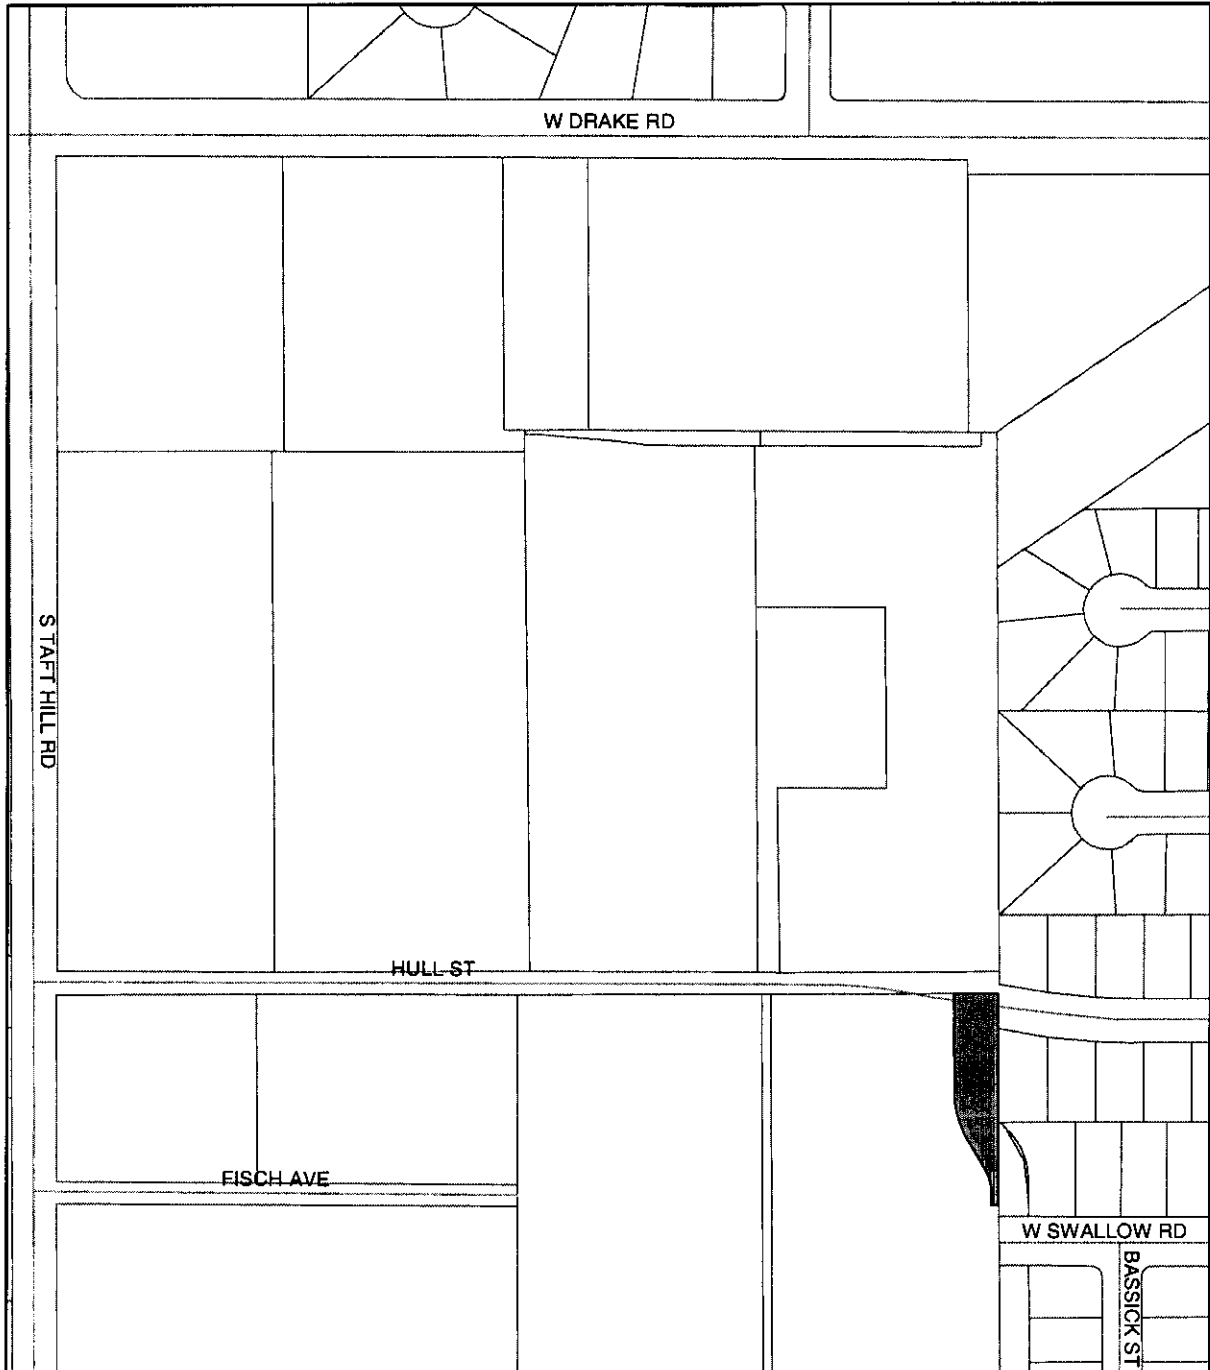 W DRAKE RD
S TAFT HILL RD
HULL ST
FISCH AVE
W SWALLOW RD
BASSICK ST